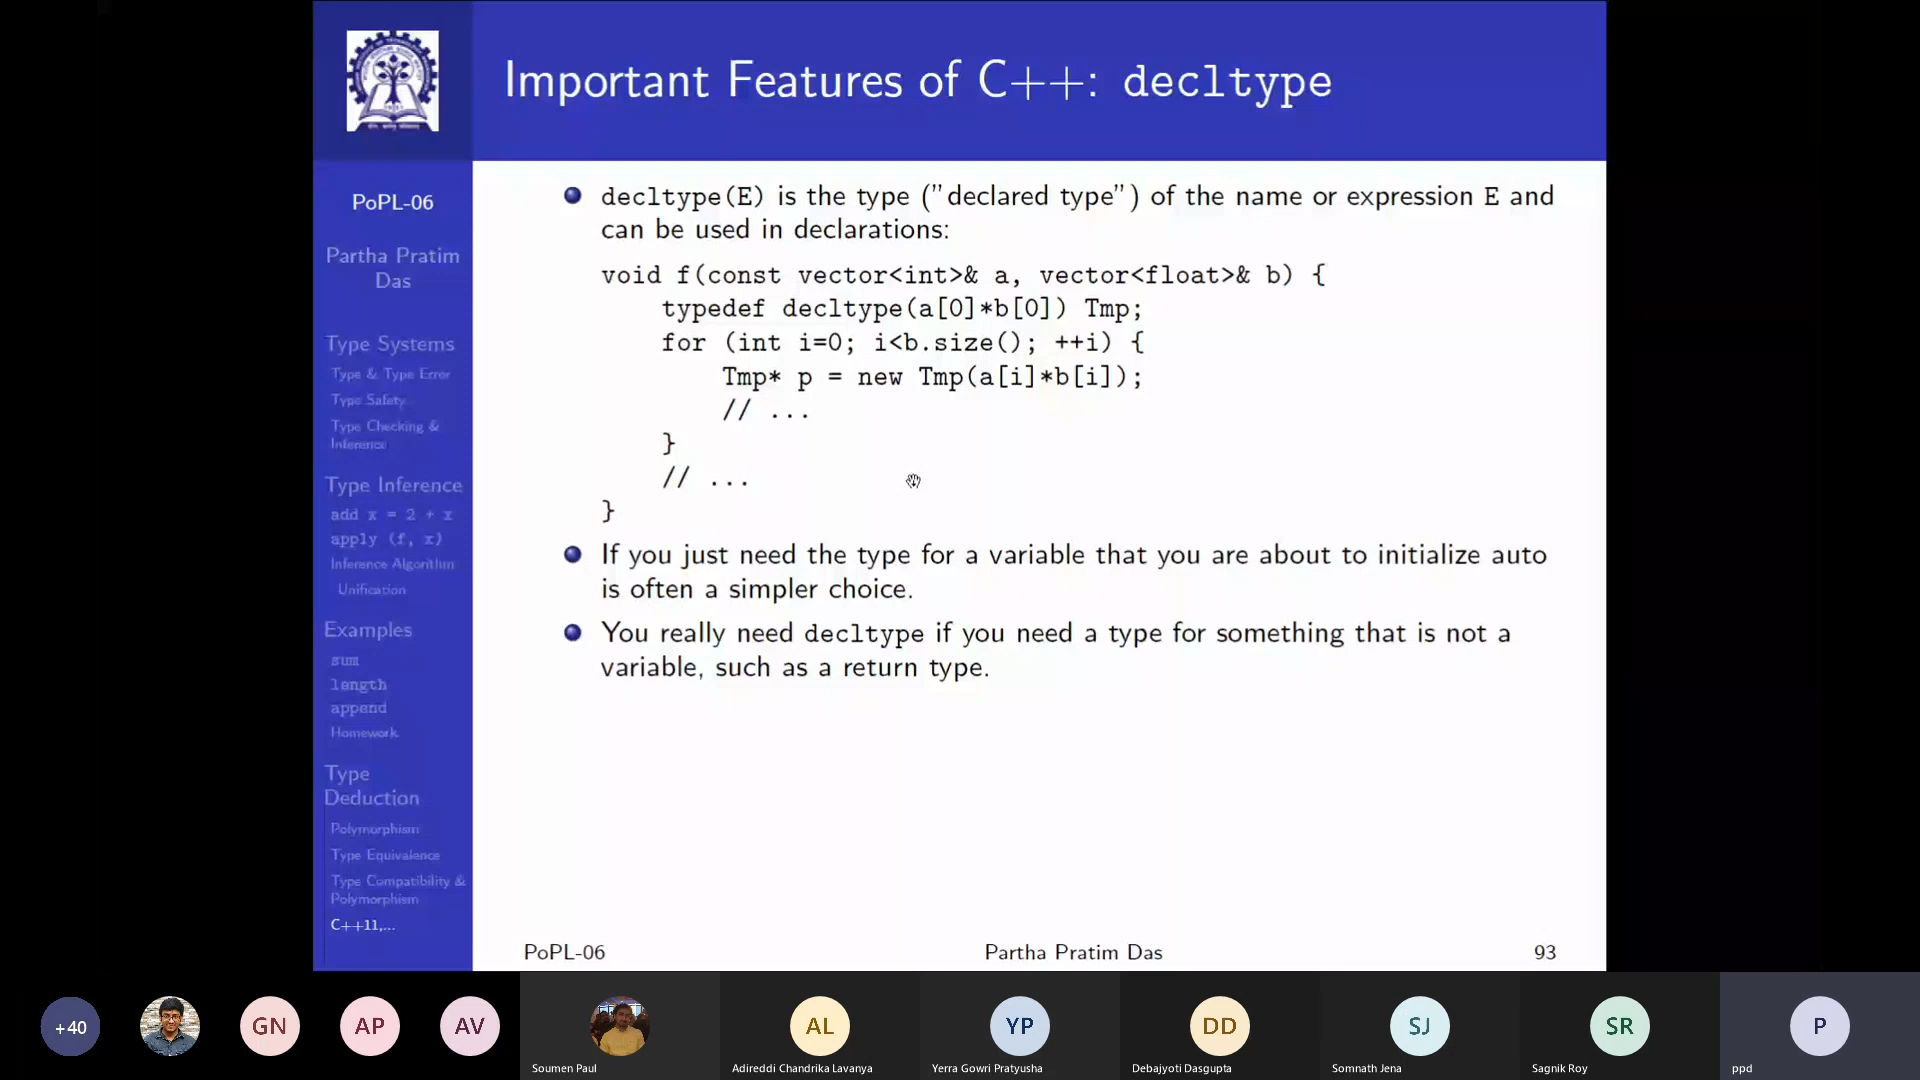 Important Features of C++: decltype
PoPL-06
Partha Pratim
Das
Type Systems
Type & Type Error
Type Safety
Type Checking &
Inference
Type Inference
add x = 2 + x
apply (f, x)
Inference Algorithm
Unification
Examples
sum
length
append
Homework
Type
Deduction
Polymorphism
Type Equivalence
Type Compatibility &
Polymorphism
C++11,...
decltype(E) is the type ("declared type") of the name or expression E and
can be used in declarations:
void f(const vector<int>& a, vector<float>& b) {
typedef decltype(a[0]*b[0]) Tmp;
for (int i=0; i<b.size(); ++i) {
Tmp* p = new Tmp(a[i]*b[i]);
// ...
}
// ...
}
If you just need the type for a variable that you are about to initialize auto
is often a simpler choice.
You really need decltype if you need a type for something that is not a
variable, such as a return type.
PoPL-06 Partha Pratim Das 93
+40 GN AP AV AL YP DD SJ SR P
Soumen Paul Adireddi Chandrika Lavanya Yerra Gowri Pratyusha Debajyoti Dasgupta Somnath Jena Sagnik Roy ppd